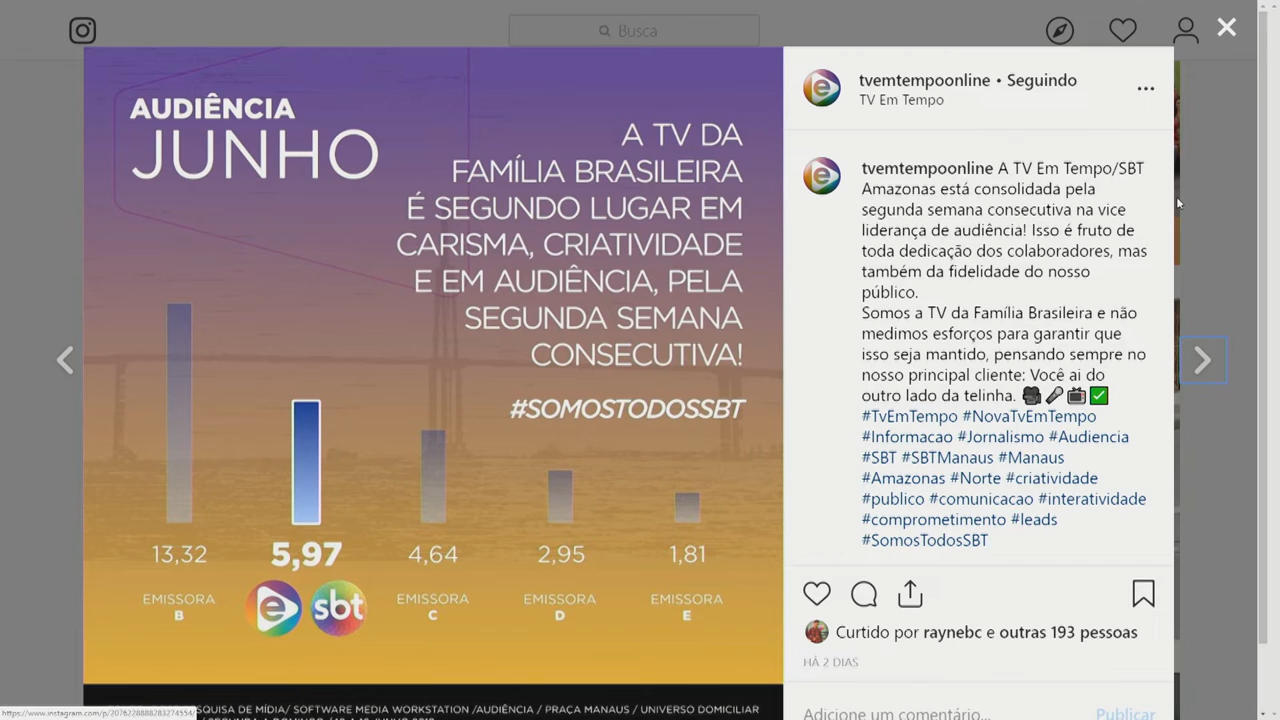 Busca
AUDIÊNCIA
JUNHO
A TV DA
FAMÍLIA BRASILEIRA
É SEGUNDO LUGAR EM
CARISMA, CRIATIVIDADE
E EM AUDIÊNCIA, PELA
SEGUNDA SEMANA
CONSECUTIVA!
#SOMOSTODOSSBT
13,32
5,97
4,64
2,95
1,81
EMISSORA
B
e
sbt
EMISSORA
C
EMISSORA
D
EMISSORA
E
SQUISA DE MÍDIA/ SOFTWARE MEDIA WORKSTATION /AUDIÊNCIA / PRAÇA MANAUS / UNIVERSO DOMICILIAR
https://www.instagram.com/p/2076228888283274554/
tvemtempoonline • Seguindo
TV Em Tempo
tvemtempoonline A TV Em Tempo/SBT
Amazonas está consolidada pela
segunda semana consecutiva na vice
liderança de audiência! Isso é fruto de
toda dedicação dos colaboradores, mas
também da fidelidade do nosso
público.
Somos a TV da Família Brasileira e não
medimos esforços para garantir que
isso seja mantido, pensando sempre no
nosso principal cliente: Você ai do
outro lado da telinha.
#TvEmTempo #NovaTvEmTempo
#Informacao #Jornalismo #Audiencia
#SBT #SBTManaus #Manaus
#Amazonas #Norte #criatividade
#publico #comunicacao #interatividade
#comprometimento #leads
#SomosTodosSBT
Curtido por raynebc e outras 193 pessoas
HÁ 2 DIAS
Adicione um comentário...
Publicar